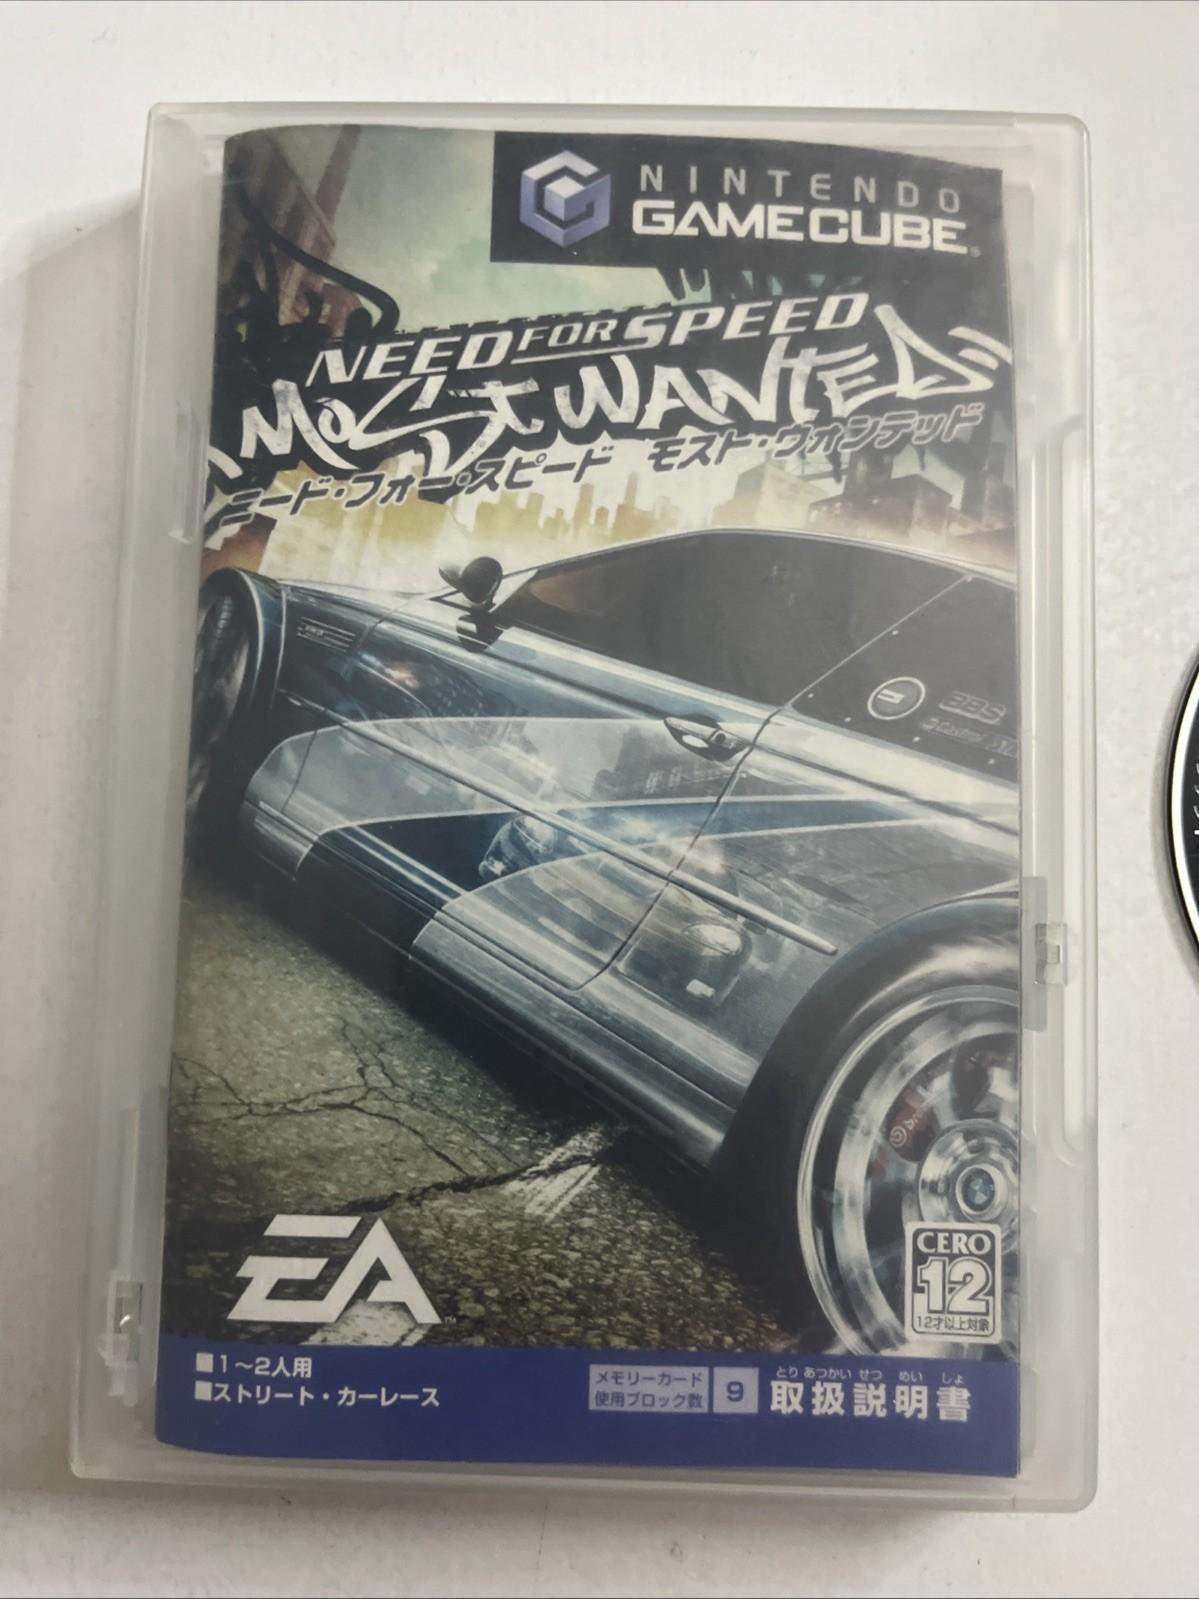 NINTENDO
GAMECUBE
NEED FOR SPEED
MOST WANTED
ニード・フォー・スピード モスト・ウォンテッド
BBS
EA™
CERO
12
12才以上対象
■1～2人用
■ストリート・カーレース
メモリーカード
使用ブロック数
9
とり あつかい せつ めい しょ
取扱説明書